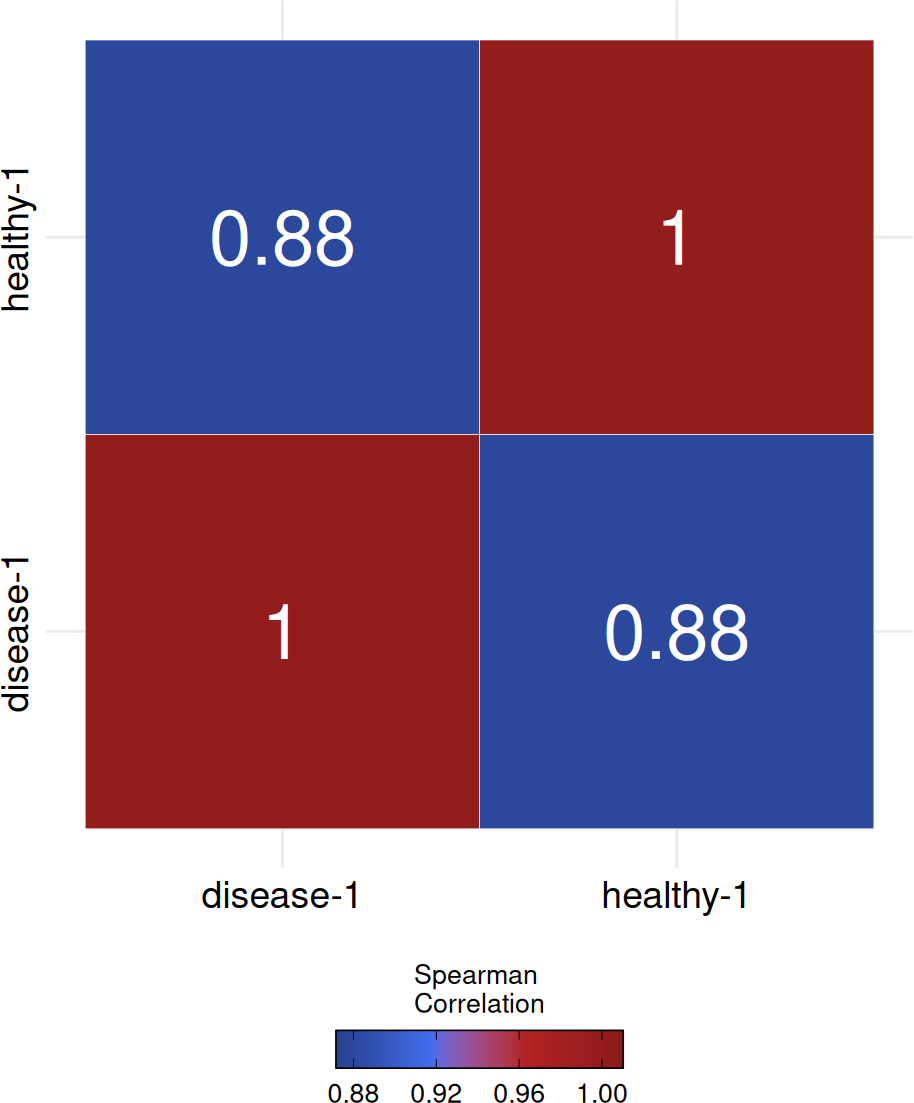 healthy-1
0.88
1
disease-1
1
0.88
disease-1
healthy-1
Spearman
Correlation
0.88
0.92
0.96
1.00